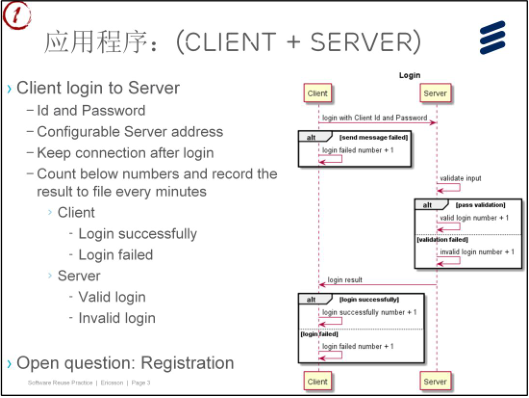 1
应用程序：(CLIENT + SERVER)
› Client login to Server
– Id and Password
– Configurable Server address
– Keep connection after login
– Count below numbers and record the
result to file every minutes
› Client
- Login successfully
- Login failed
› Server
- Valid login
- Invalid login
› Open question: Registration
Software Reuse Practice | Ericsson | Page 3
Login
Client
Server
login with Client Id and Password
alt [send message failed]
login failed number + 1
validate input
alt [pass validation]
valid login number + 1
[validation failed]
invalid login number + 1
login result
alt [login successfully]
login successfully number + 1
[login failed]
login failed number + 1
Client
Server